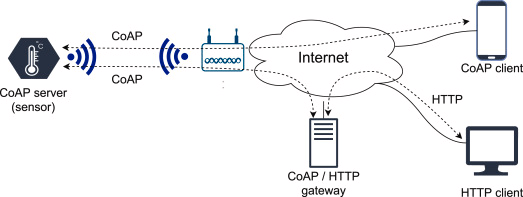 CoAP
°C
Internet
CoAP
CoAP client
CoAP server
(sensor)
HTTP
CoAP / HTTP
gateway
HTTP client